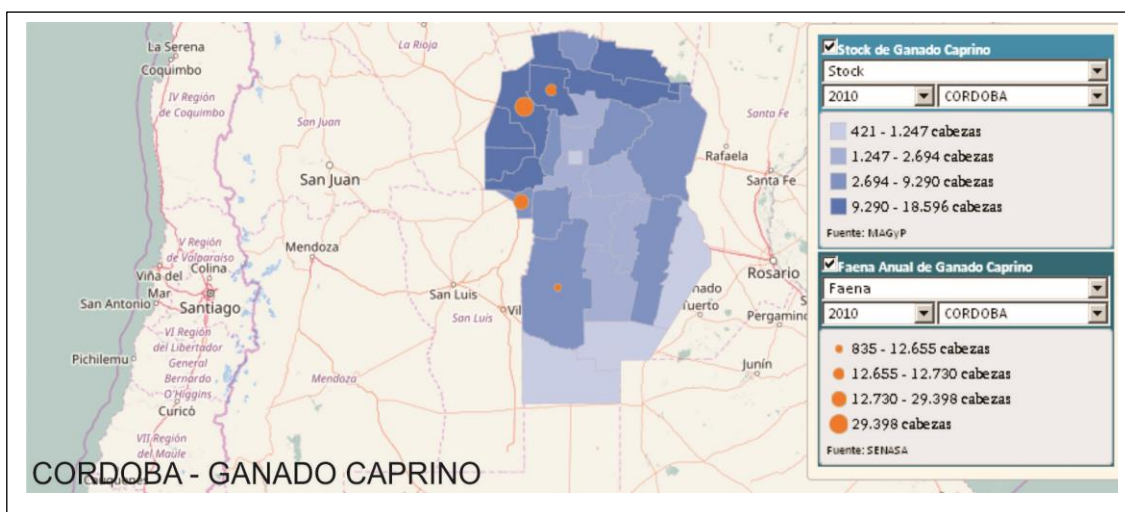 La Serena
Coquimbo
IV Región
de Coquimbo
La Rioja
San Juan
San Juan
Santa Fe
Rafaela
Santa Fe
V Región
de Valparaíso
Viña del
Mar
Colina
San Antonio
Santiago
Mendoza
San Luis
San Luis
Vil
Rosario
nado
uerto
Pergamino
Pichilemu
VI Región
del Libertador
General
Bernardo
O'Higgins
Curicó
Mendoza
Junín
VII Región
del Maule
Cauquenes
CORDOBA - GANADO CAPRINO
Stock de Ganado Caprino
Stock
2010 CORDOBA
421 - 1.247 cabezas
1.247 - 2.694 cabezas
2.694 - 9.290 cabezas
9.290 - 18.596 cabezas
Fuente: MAGyP
Faena Anual de Ganado Caprino
Faena
2010 CORDOBA
835 - 12.655 cabezas
12.655 - 12.730 cabezas
12.730 - 29.398 cabezas
29.398 cabezas
Fuente: SENASA